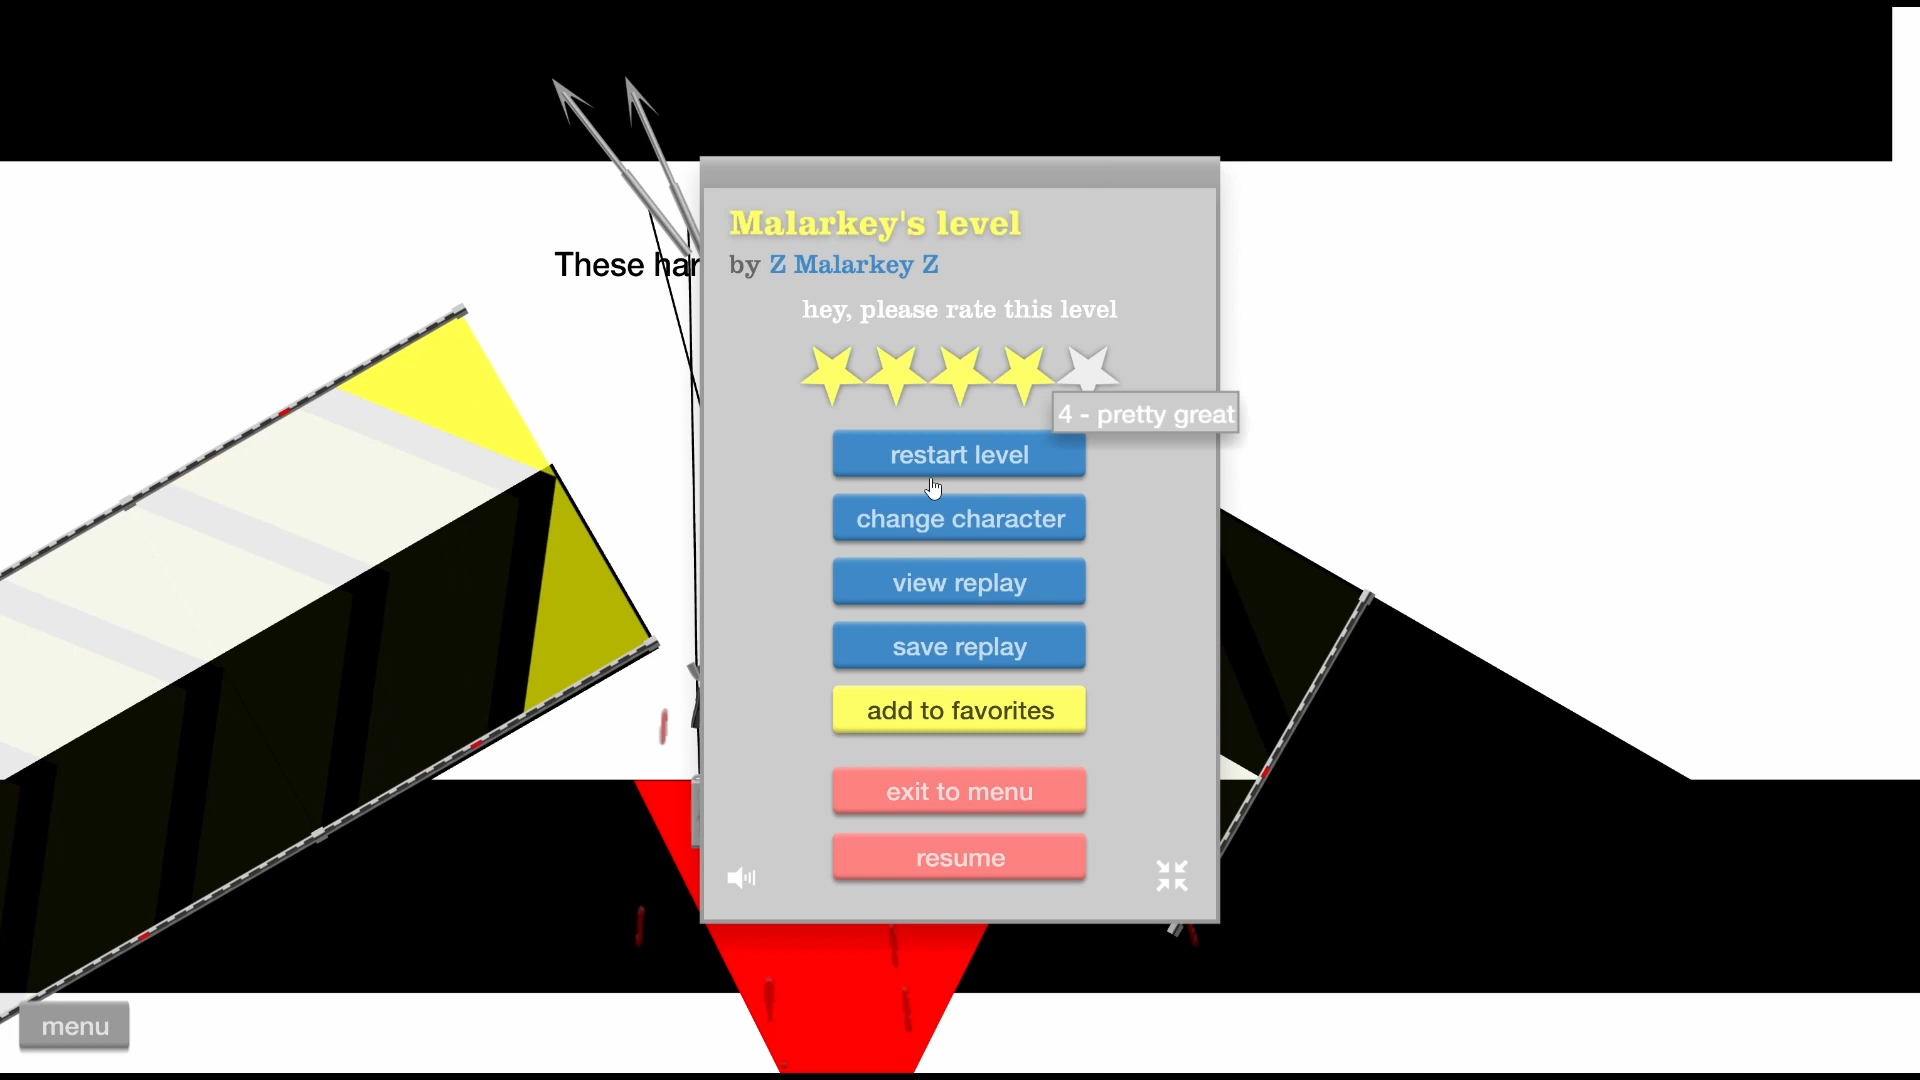 Malarkey's level
by Z Malarkey Z
These har
hey, please rate this level
4 - pretty great
restart level
change character
view replay
save replay
add to favorites
exit to menu
resume
menu